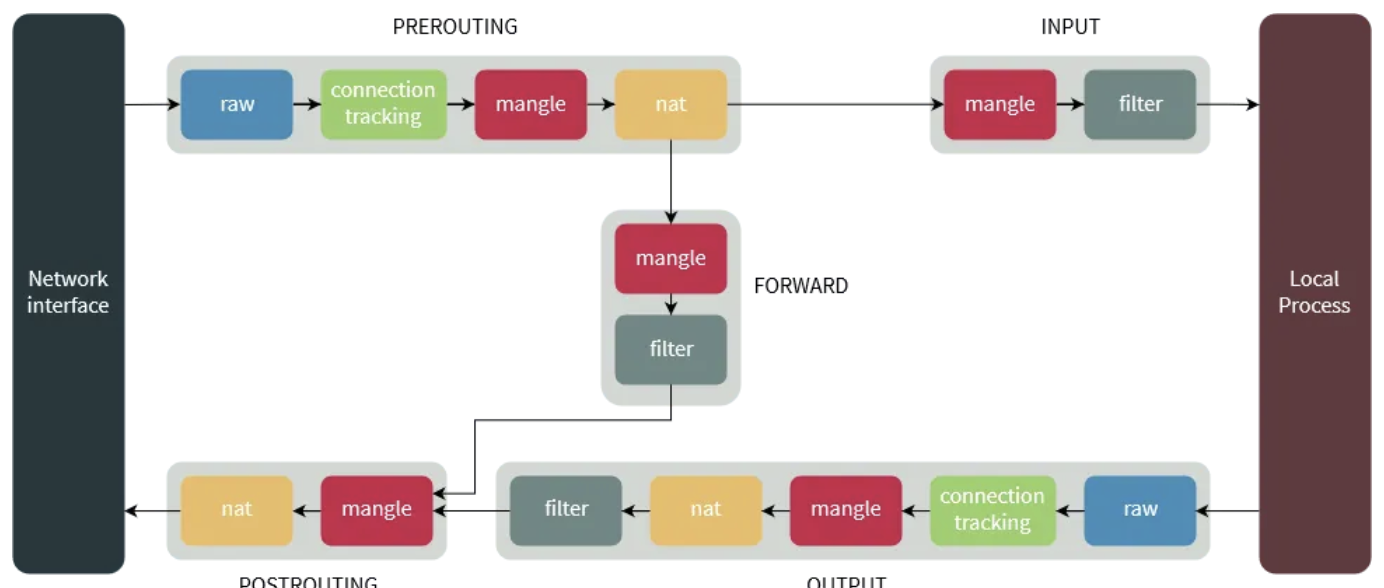 PREROUTING
INPUT
raw
connection
tracking
mangle
nat
mangle
filter
Network
interface
mangle
FORWARD
filter
Local
Process
nat
mangle
filter
nat
mangle
connection
tracking
raw
POSTROUTING
OUTPUT